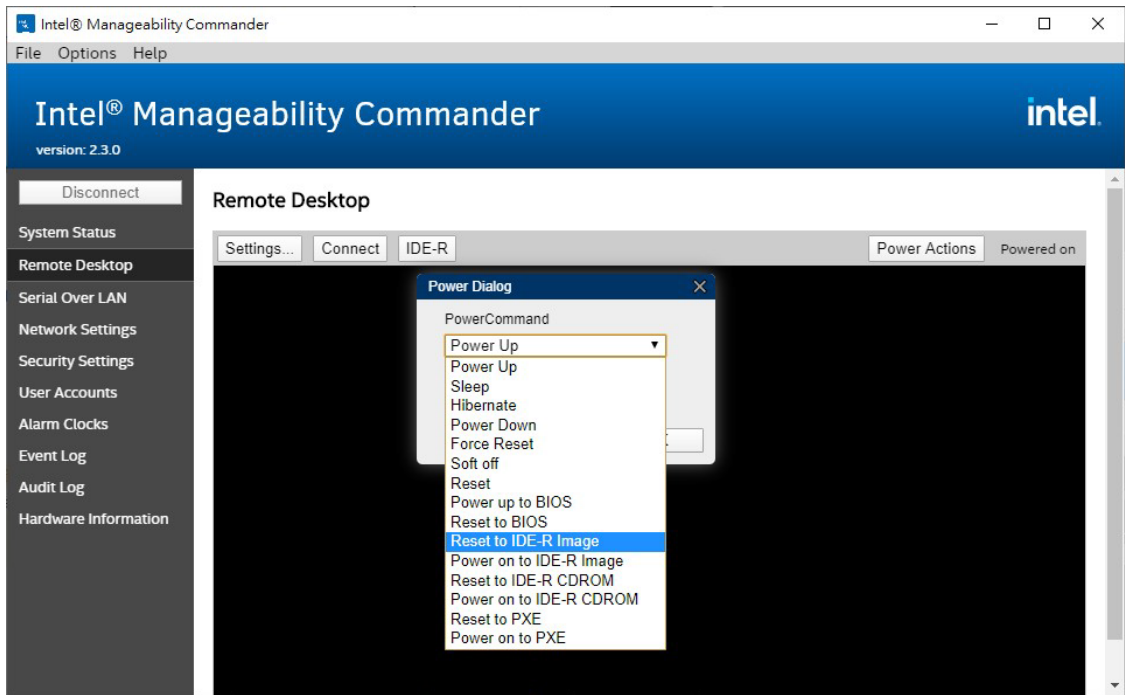 Intel® Manageability Commander
File Options Help
Intel® Manageability Commander
intel.
version: 2.3.0
Disconnect
System Status
Remote Desktop
Serial Over LAN
Network Settings
Security Settings
User Accounts
Alarm Clocks
Event Log
Audit Log
Hardware Information
Remote Desktop
Settings... Connect IDE-R Power Actions Powered on
Power Dialog
PowerCommand
Power Up
Power Up
Sleep
Hibernate
Power Down
Force Reset
Soft off
Reset
Power up to BIOS
Reset to BIOS
Reset to IDE-R Image
Power on to IDE-R Image
Reset to IDE-R CDROM
Power on to IDE-R CDROM
Reset to PXE
Power on to PXE